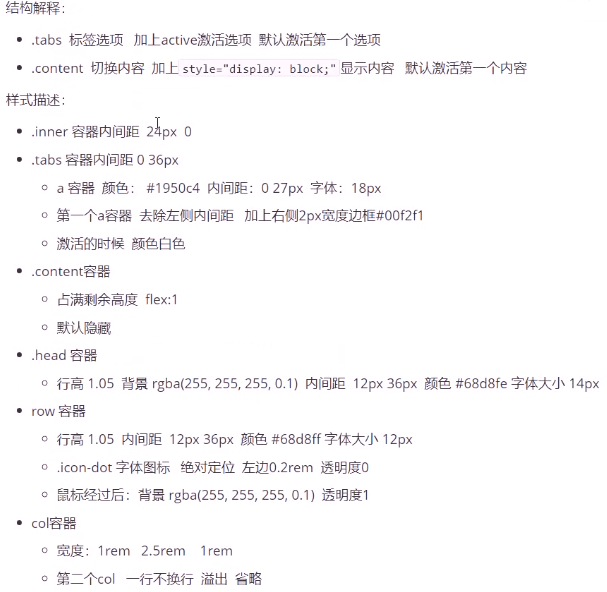 结构解释：
.tabs 标签选项 加上active激活选项 默认激活第一个选项
.content 切换内容 加上style="display: block;"显示内容 默认激活第一个内容
样式描述：
.inner 容器内间距 24px 0
.tabs 容器内间距 0 36px
a 容器 颜色： #1950c4 内间距：0 27px 字体：18px
第一个a容器 去除左侧内间距 加上右侧2px宽度边框#00f2f1
激活的时候 颜色白色
.content容器
占满剩余高度 flex:1
默认隐藏
.head 容器
行高 1.05 背景 rgba(255, 255, 255, 0.1) 内间距 12px 36px 颜色 #68d8fe 字体大小 14px
row 容器
行高 1.05 内间距 12px 36px 颜色 #68d8ff 字体大小 12px
.icon-dot 字体图标 绝对定位 左边0.2rem 透明度0
鼠标经过后：背景 rgba(255, 255, 255, 0.1) 透明度1
col容器
宽度：1rem 2.5rem 1rem
第二个col 一行不换行 溢出 省略